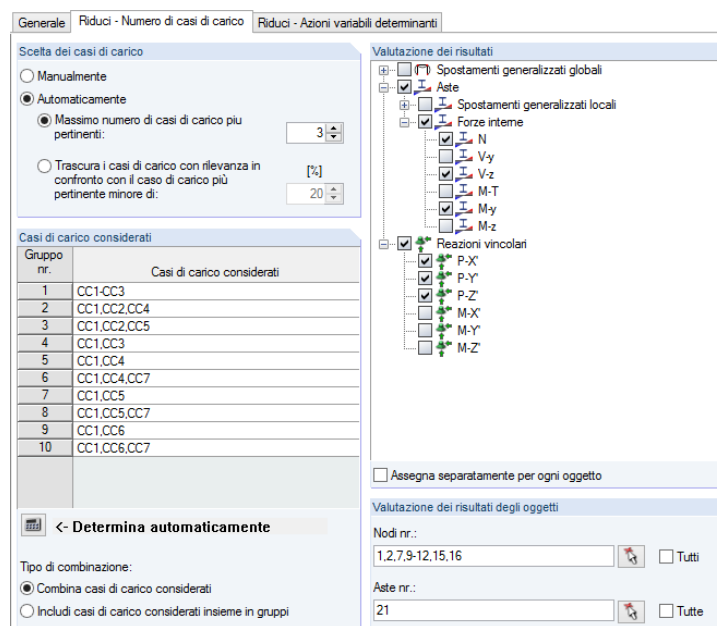 Generale
Riduci - Numero di casi di carico
Riduci - Azioni variabili determinanti
Scelta dei casi di carico
Manualmente
Automaticamente
Massimo numero di casi di carico piu
pertinenti:
3
Trascura i casi di carico con rilevanza in
confronto con il caso di carico più
pertinente minore di:
[%]
20
Casi di carico considerati
Gruppo
nr.
Casi di carico considerati
1 CC1-CC3
2 CC1,CC2,CC4
3 CC1,CC2,CC5
4 CC1,CC3
5 CC1,CC4
6 CC1,CC4,CC7
7 CC1,CC5
8 CC1,CC5,CC7
9 CC1,CC6
10 CC1,CC6,CC7
<- Determina automaticamente
Tipo di combinazione:
Combina casi di carico considerati
Includi casi di carico considerati insieme in gruppi
Valutazione dei risultati
Spostamenti generalizzati globali
Aste
Spostamenti generalizzati locali
Forze interne
N
V-y
V-z
M-T
M-y
M-z
Reazioni vincolari
P-X'
P-Y'
P-Z'
M-X'
M-Y'
M-Z'
Assegna separatamente per ogni oggetto
Valutazione dei risultati degli oggetti
Nodi nr.:
1,2,7,9-12,15,16
Tutti
Aste nr.:
21
Tutte